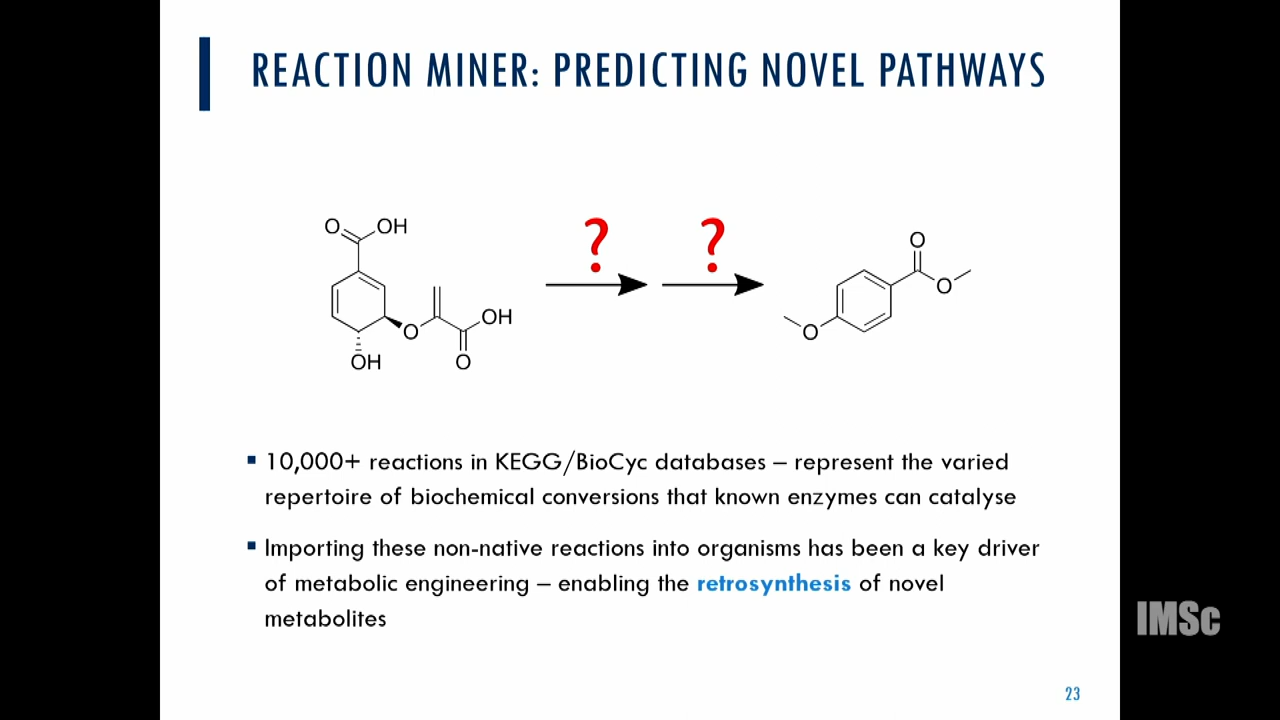 REACTION MINER: PREDICTING NOVEL PATHWAYS
O OH
? ?
O
O
OH
O
O
OH
O
O
▪ 10,000+ reactions in KEGG/BioCyc databases – represent the varied
repertoire of biochemical conversions that known enzymes can catalyse
▪ Importing these non-native reactions into organisms has been a key driver
of metabolic engineering – enabling the retrosynthesis of novel
metabolites
IMSc
23